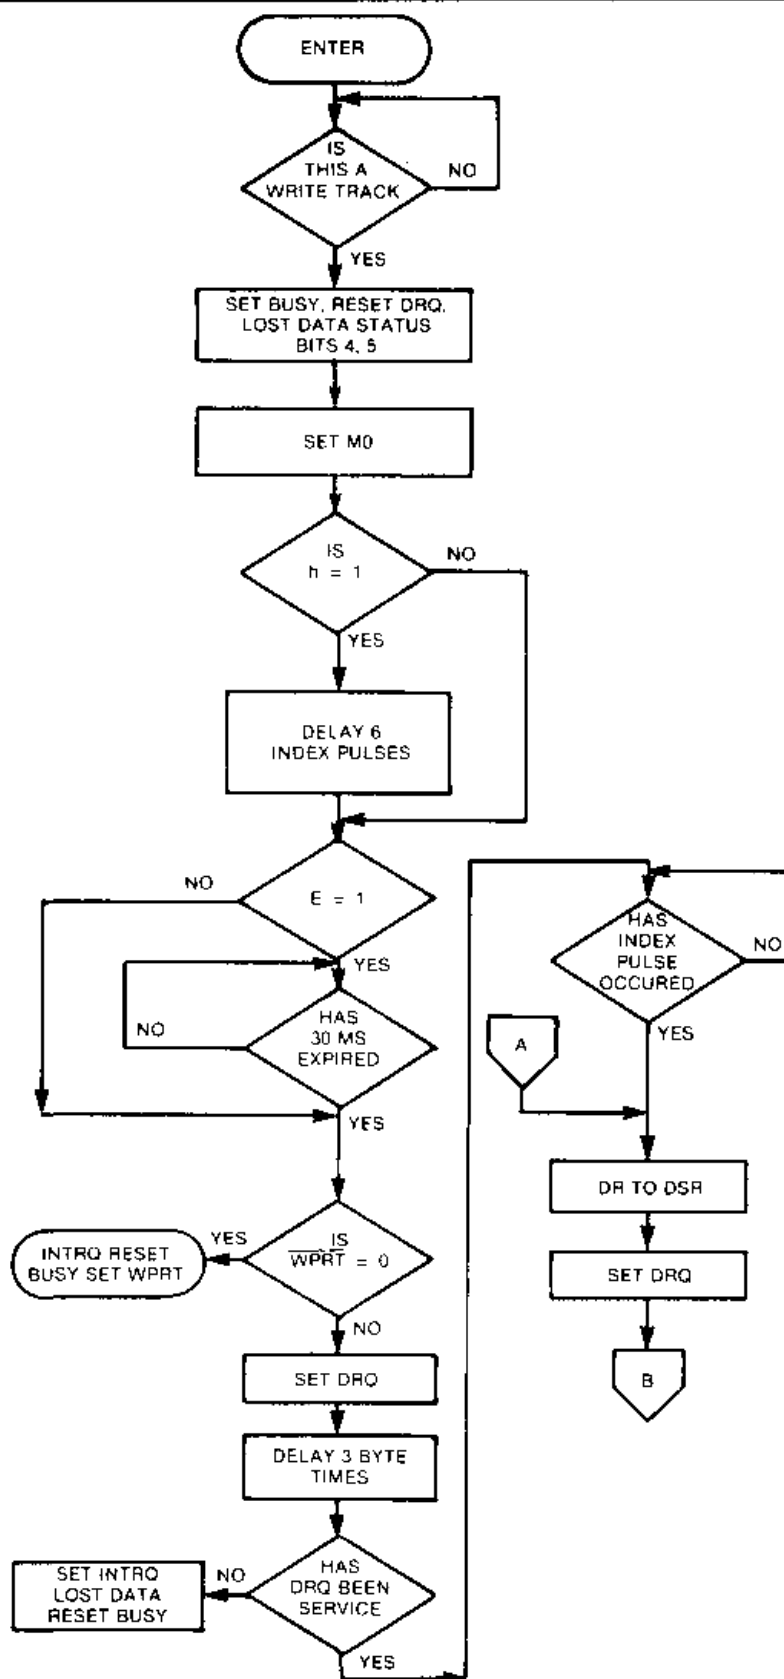 ENTER
IS
THIS A
WRITE TRACK
NO
YES
SET BUSY, RESET DRQ,
LOST DATA STATUS
BITS 4, 5
SET MO
IS
h = 1
NO
YES
DELAY 6
INDEX PULSES
NO
E = 1
YES
NO
HAS
30 MS
EXPIRED
YES
YES
IS
WPRT = 0
INTRQ RESET
BUSY SET WPRT
NO
SET DRQ
DELAY 3 BYTE
TIMES
HAS
DRQ BEEN
SERVICE
NO
SET INTRQ
LOST DATA
RESET BUSY
YES
HAS
INDEX
PULSE
OCCURED
NO
YES
A
DR TO DSR
SET DRQ
B